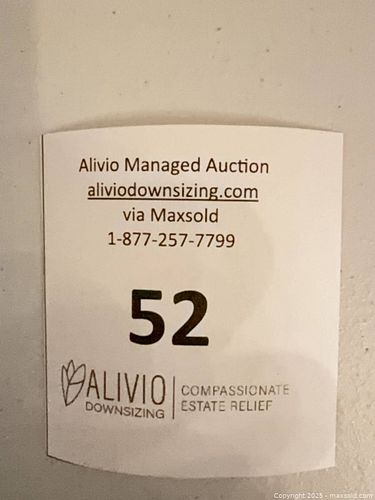 Alivio Managed Auction
aliviodownsizing.com
via Maxsold
1-877-257-7799
52
ALIVIO
DOWNSIZING
COMPASSIONATE
ESTATE RELIEF
Copyright 2025 - maxsold.com